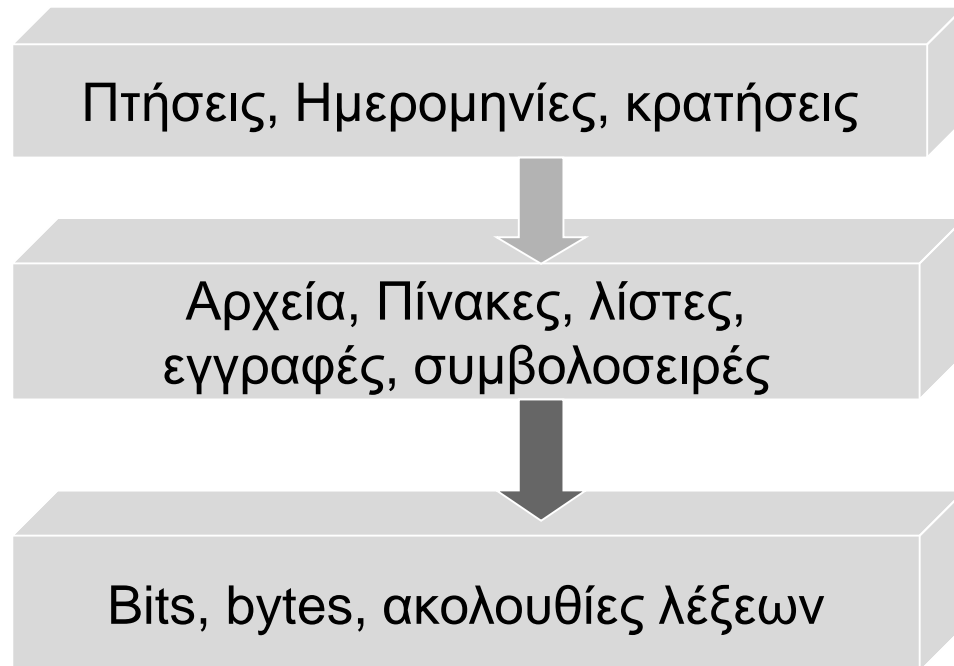 Πτήσεις, Ημερομηνίες, κρατήσεις
Αρχεία, Πίνακες, λίστες,
εγγραφές, συμβολοσειρές
Bits, bytes, ακολουθίες λέξεων